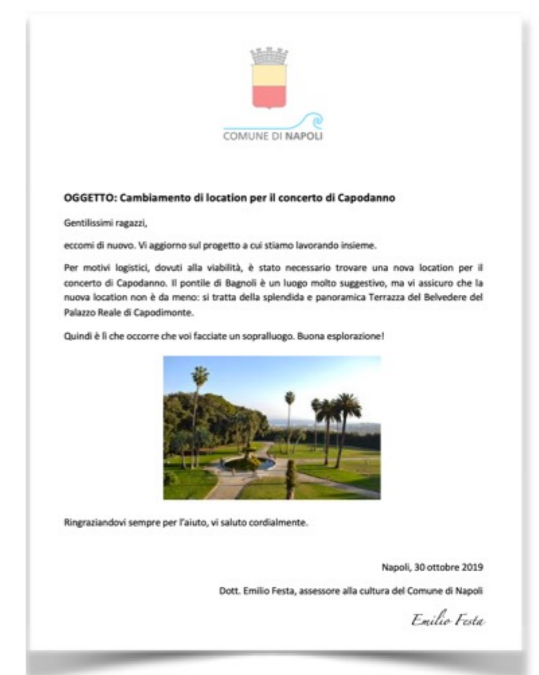 COMUNE DI NAPOLI
OGGETTO: Cambiamento di location per il concerto di Capodanno
Gentilissimi ragazzi,
eccomi di nuovo. Vi aggiorno sul progetto a cui stiamo lavorando insieme.
Per motivi logistici, dovuti alla viabilità, è stato necessario trovare una nova location per il
concerto di Capodanno. Il pontile di Bagnoli è un luogo molto suggestivo, ma vi assicuro che la
nuova location non è da meno: si tratta della splendida e panoramica Terrazza del Belvedere del
Palazzo Reale di Capodimonte.
Quindi è lì che occorre che voi facciate un sopralluogo. Buona esplorazione!
Ringraziandovi sempre per l'aiuto, vi saluto cordialmente.
Napoli, 30 ottobre 2019
Dott. Emilio Festa, assessore alla cultura del Comune di Napoli
Emilio Festa